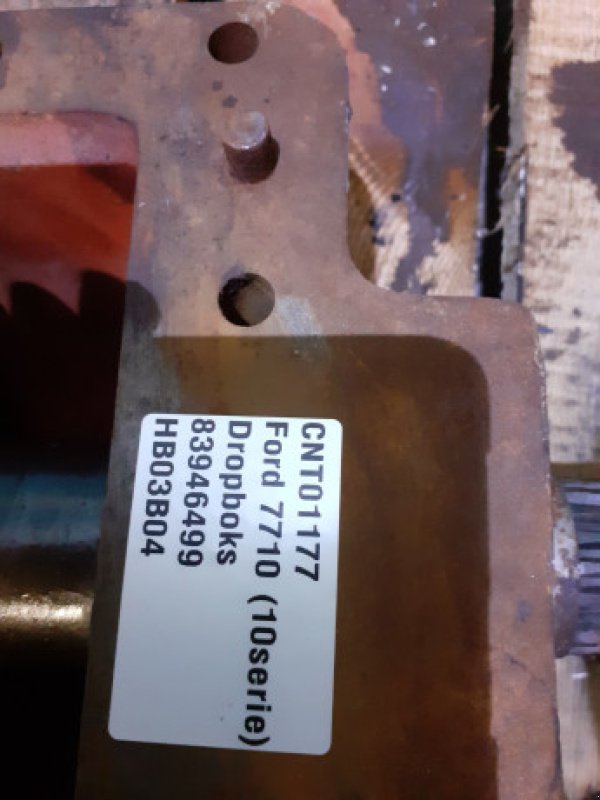 CNT01177
Ford 7710 (10serie)
Dropboks
83946499
HB03B04